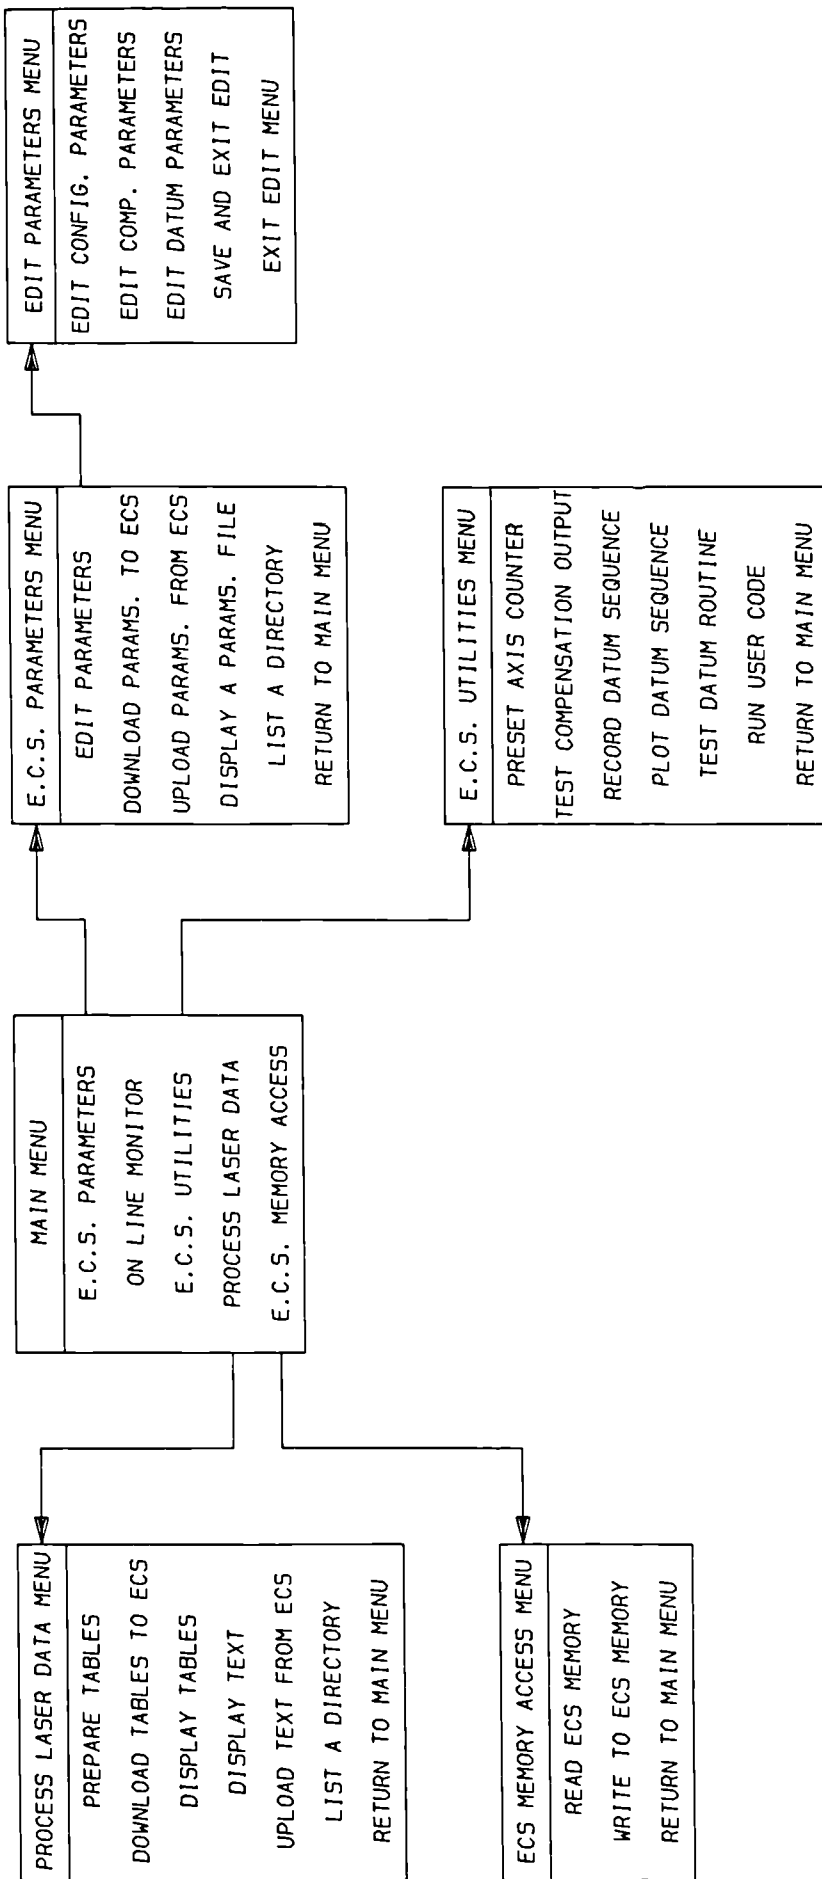 PROCESS LASER DATA MENU
PREPARE TABLES
DOWNLOAD TABLES TO ECS
DISPLAY TABLES
DISPLAY TEXT
UPLOAD TEXT FROM ECS
LIST A DIRECTORY
RETURN TO MAIN MENU
ECS MEMORY ACCESS MENU
READ ECS MEMORY
WRITE TO ECS MEMORY
RETURN TO MAIN MENU
MAIN MENU
E.C.S. PARAMETERS
ON LINE MONITOR
E.C.S. UTILITIES
PROCESS LASER DATA
E.C.S. MEMORY ACCESS
E.C.S. PARAMETERS MENU
EDIT PARAMETERS
DOWNLOAD PARAMS. TO ECS
UPLOAD PARAMS. FROM ECS
DISPLAY A PARAMS. FILE
LIST A DIRECTORY
RETURN TO MAIN MENU
E.C.S. UTILITIES MENU
PRESET AXIS COUNTER
TEST COMPENSATION OUTPUT
RECORD DATUM SEQUENCE
PLOT DATUM SEQUENCE
TEST DATUM ROUTINE
RUN USER CODE
RETURN TO MAIN MENU
EDIT PARAMETERS MENU
EDIT CONFIG. PARAMETERS
EDIT COMP. PARAMETERS
EDIT DATUM PARAMETERS
SAVE AND EXIT EDIT
EXIT EDIT MENU